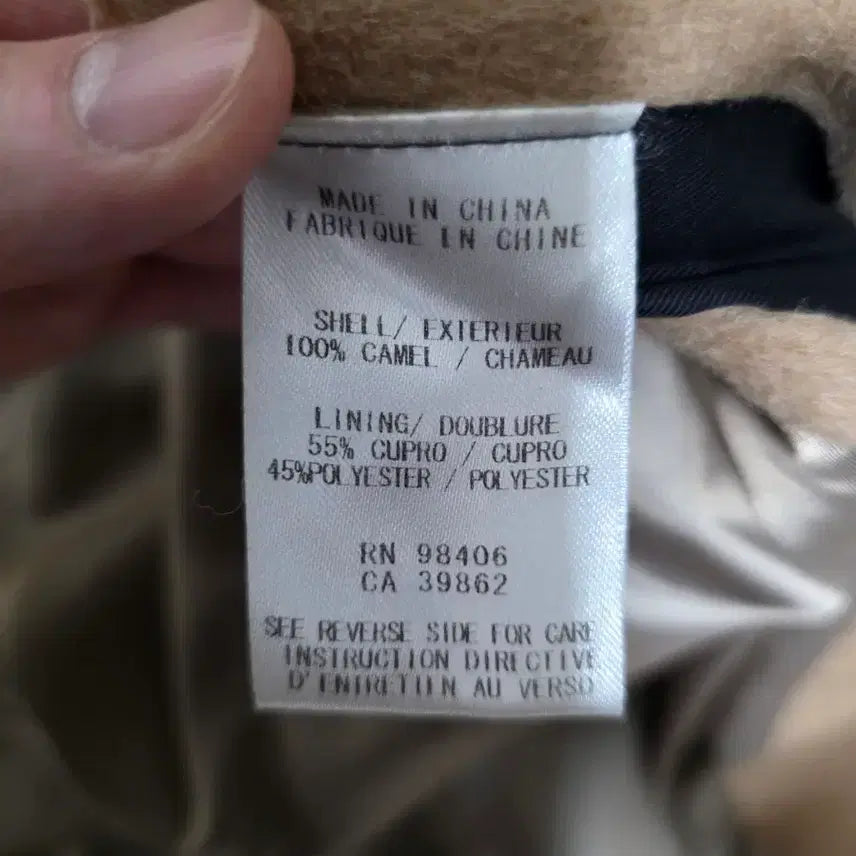 MADE IN CHINA
FABRIQUE EN CHINE
SHELL/ EXTERIEUR
100% CAMEL / CHAMEAU
LINING/ DOUBLURE
55% CUPRO / CUPRO
45%POLYESTER / POLYESTER
RN 98406
CA 39862
SEE REVERSE SIDE FOR CARE
INSTRUCTION DIRECTIVE
D'ENTRETIEN AU VERSO